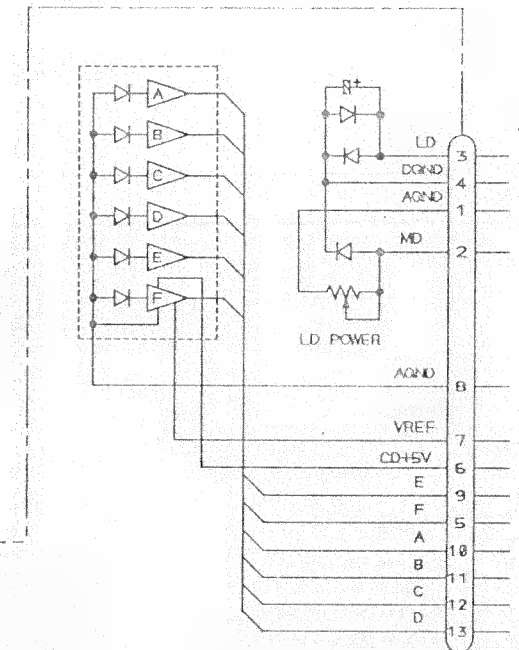 A
B
C
D
E
F
LD
3
DGND
4
AGND
1
MD
2
LD POWER
AGND
8
VREF
7
CD+5V
6
E
9
F
5
A
10
B
11
C
12
D
13
+